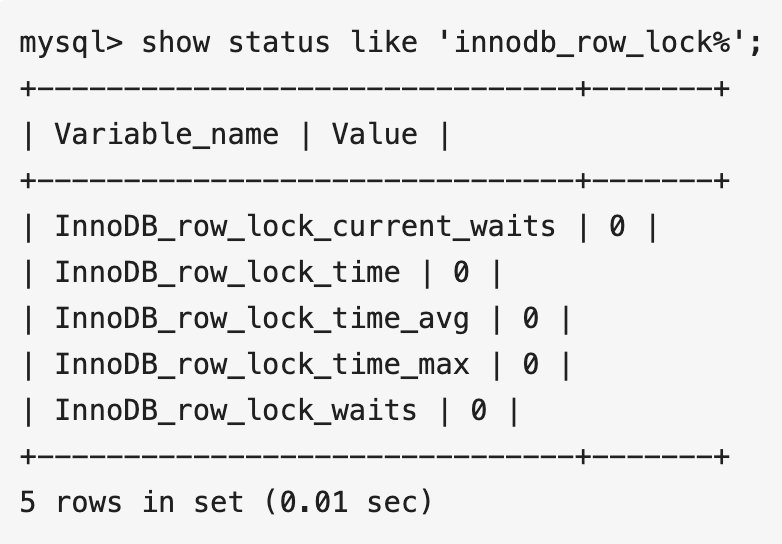 mysql> show status like 'innodb_row_lock%';
+-------------------------------+-------+
| Variable_name | Value |
+-------------------------------+-------+
| InnoDB_row_lock_current_waits | 0 |
| InnoDB_row_lock_time | 0 |
| InnoDB_row_lock_time_avg | 0 |
| InnoDB_row_lock_time_max | 0 |
| InnoDB_row_lock_waits | 0 |
+-------------------------------+-------+
5 rows in set (0.01 sec)